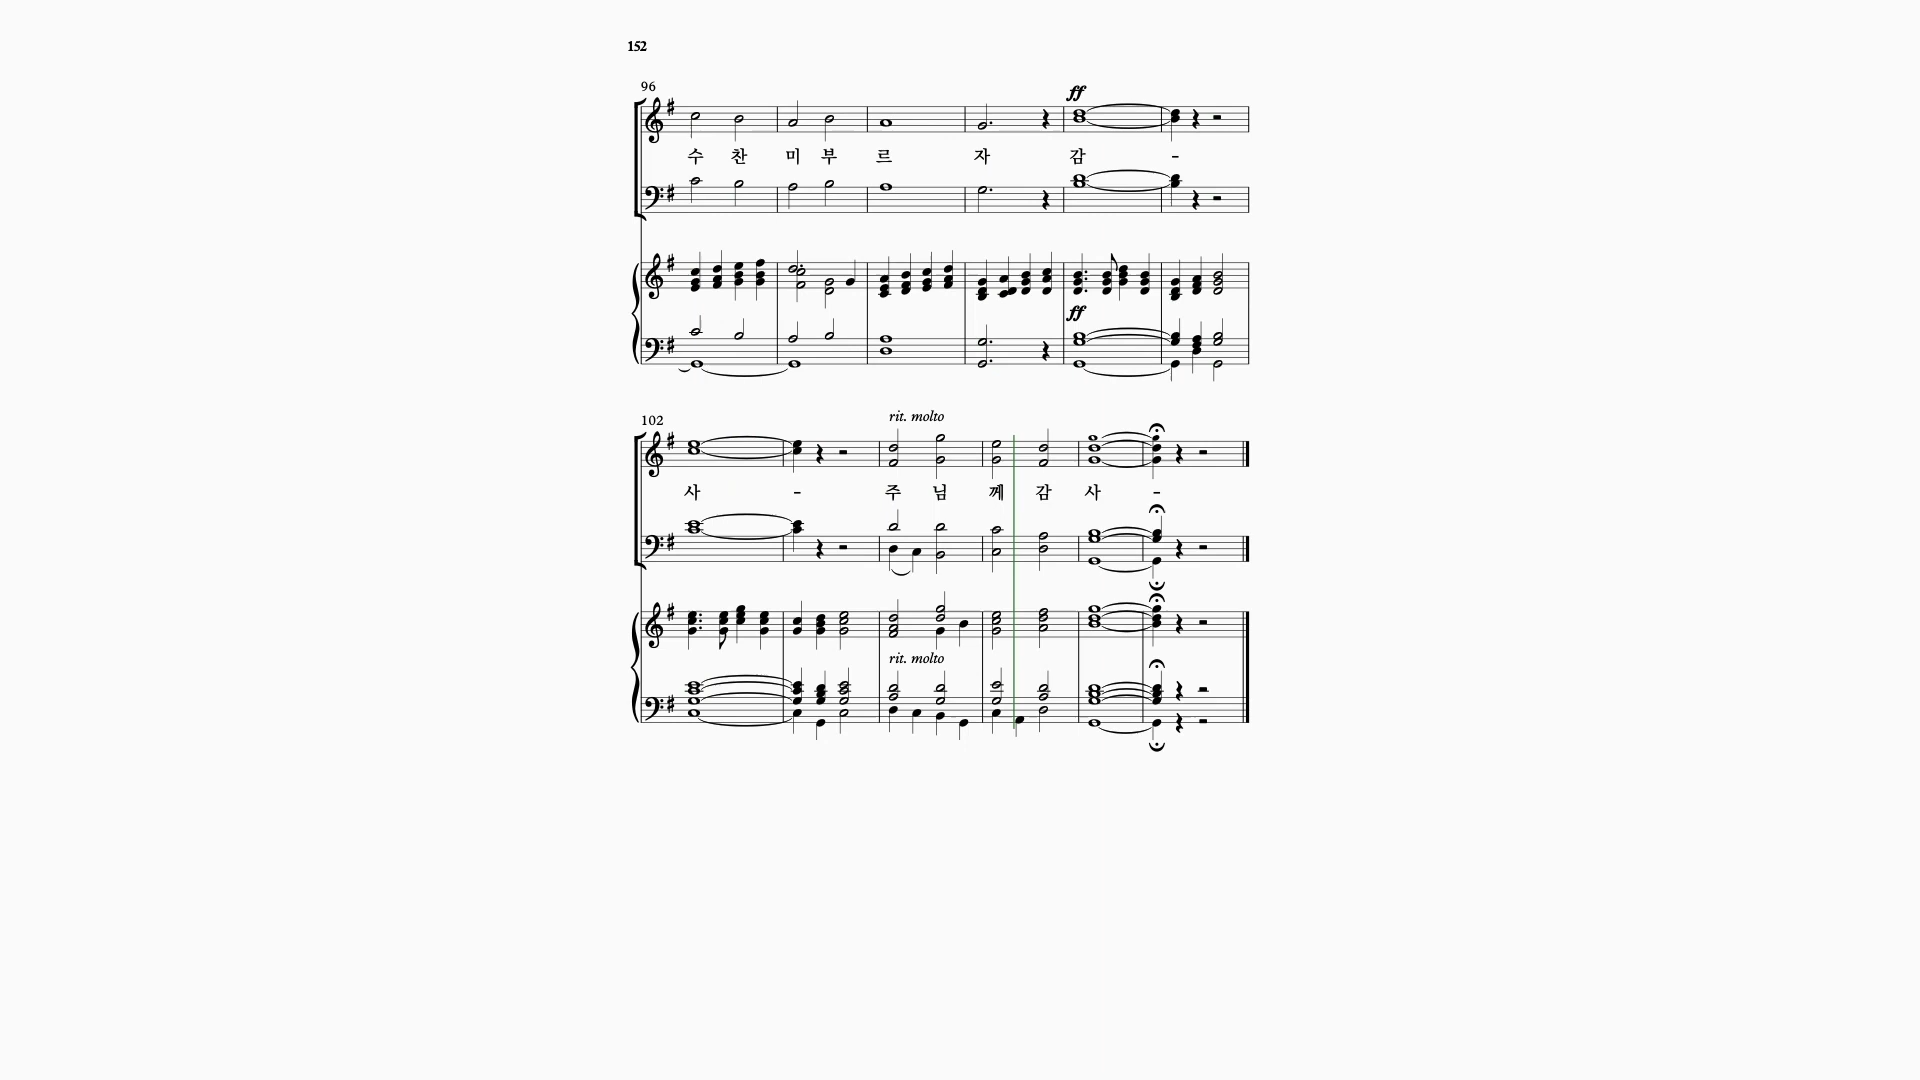 152
96
ff
수 찬 미 부 르 자 감 -
ff
102
rit. molto
사 - 주 님 께 감 사 -
rit. molto